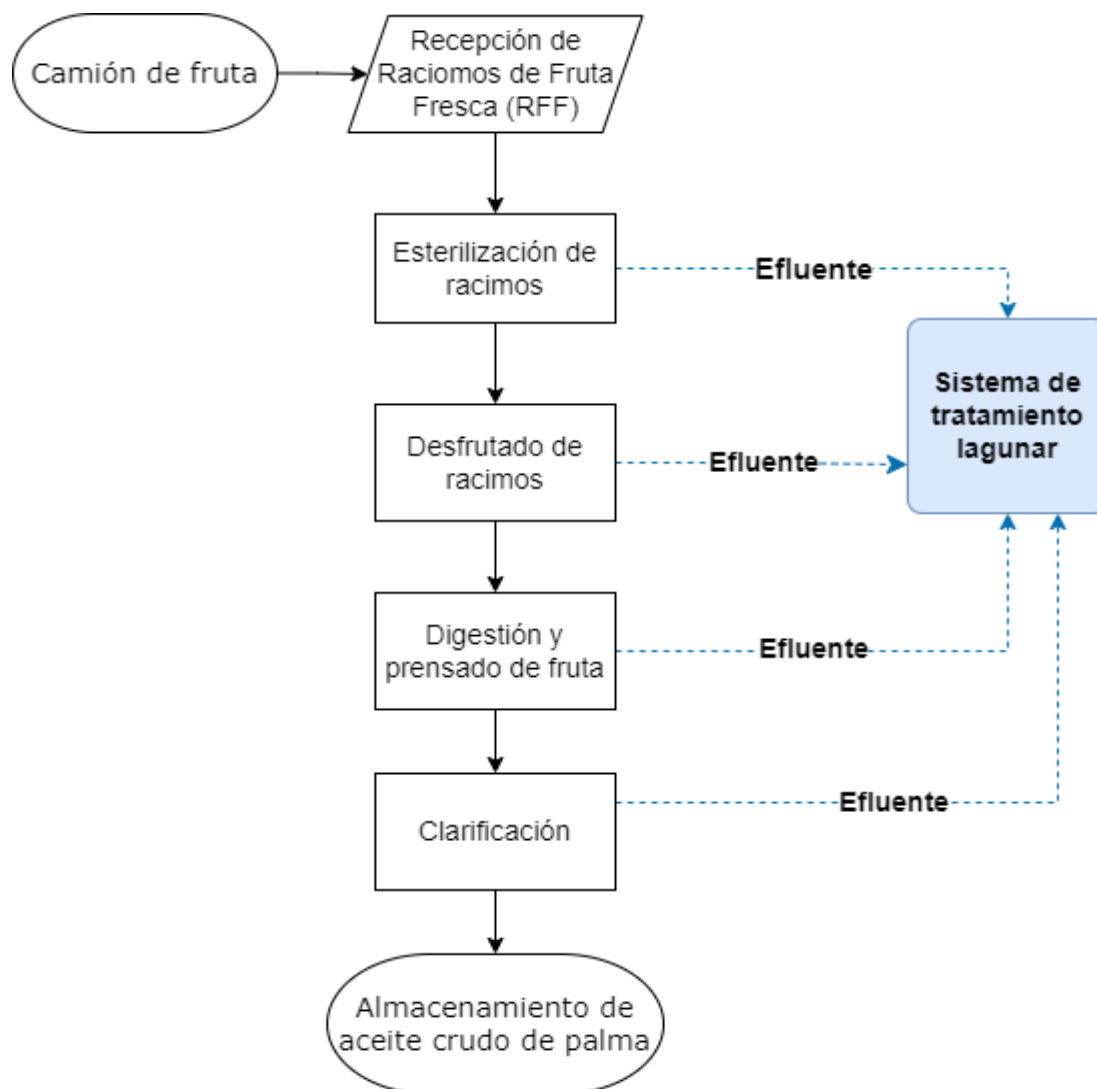 Camión de fruta
Recepción de
Raciomos de Fruta
Fresca (RFF)
Esterilización de
racimos
Efluente
Sistema de
tratamiento
lagunar
Desfrutado de
racimos
Efluente
Digestión y
prensado de fruta
Efluente
Clarificación
Efluente
Almacenamiento de
aceite crudo de palma